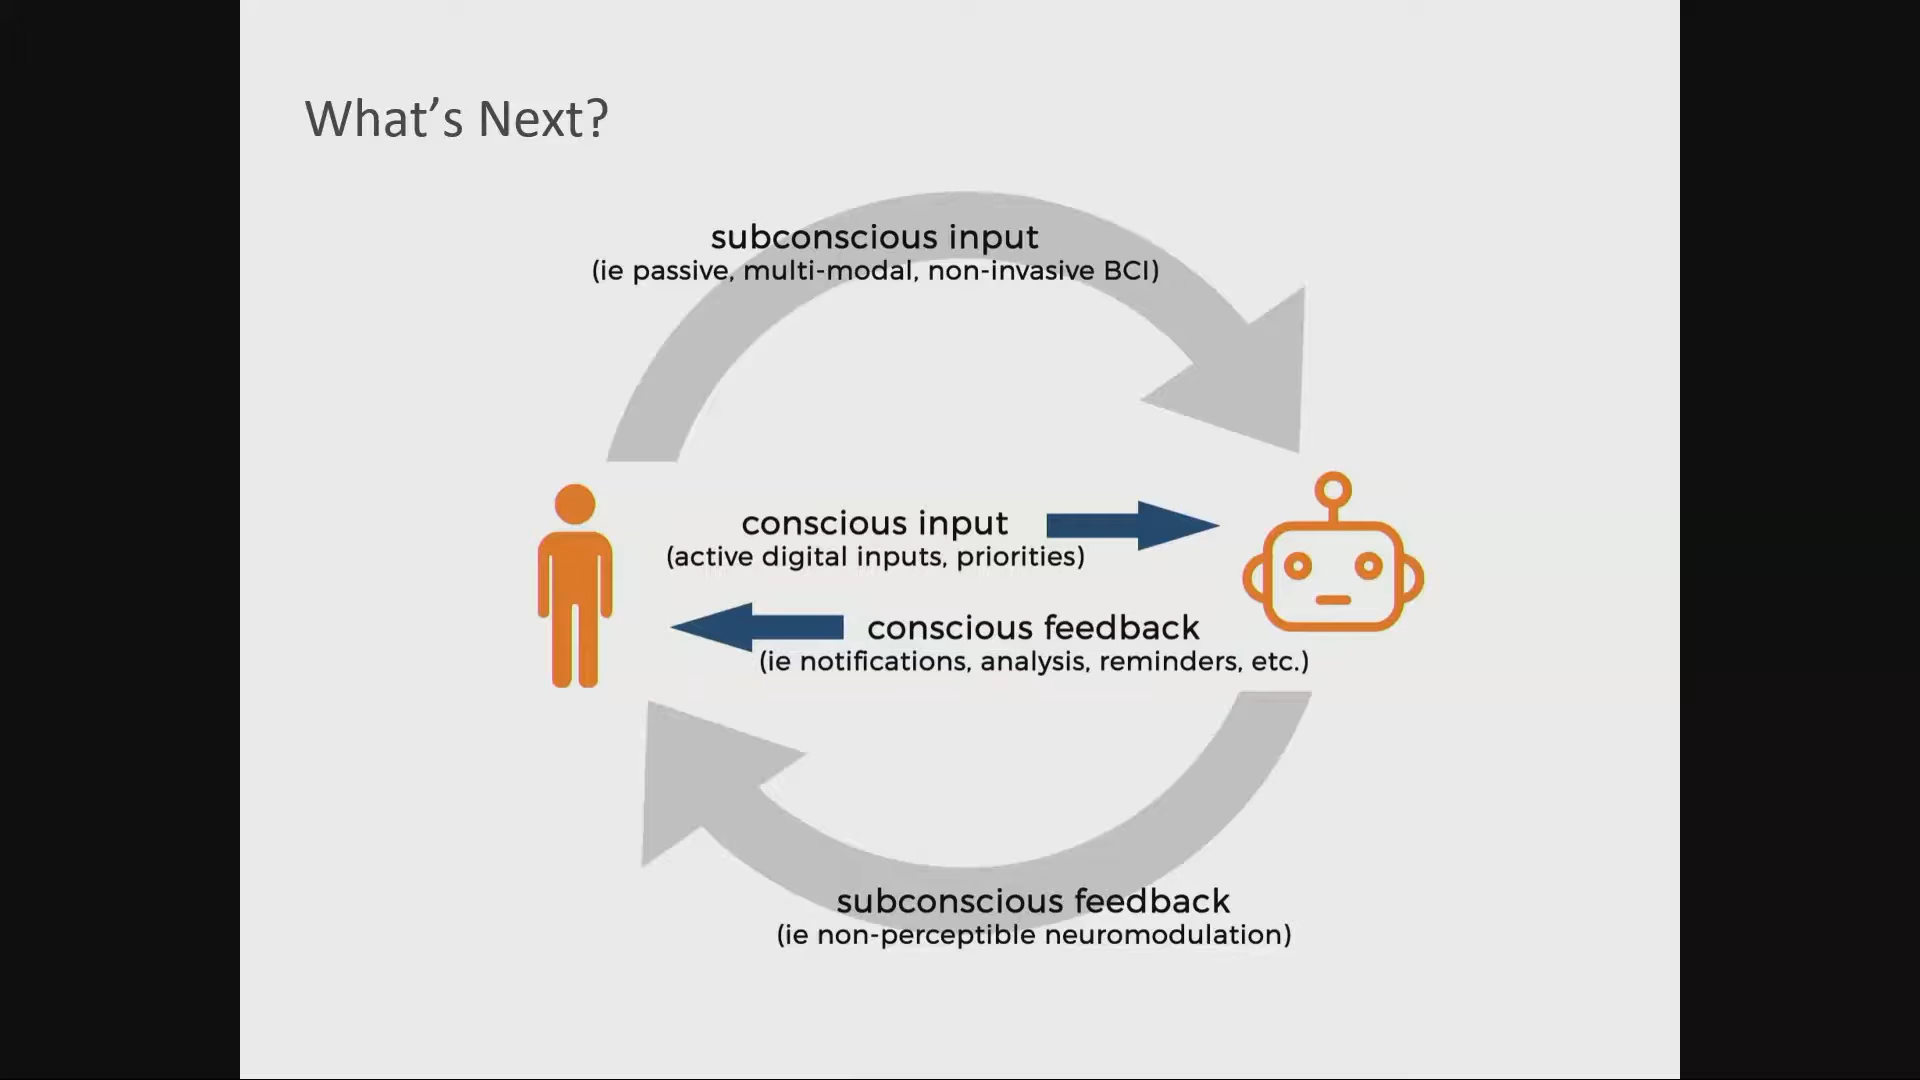 What’s Next?
subconscious input
(ie passive, multi-modal, non-invasive BCI)
conscious input
(active digital inputs, priorities)
conscious feedback
(ie notifications, analysis, reminders, etc.)
subconscious feedback
(ie non-perceptible neuromodulation)